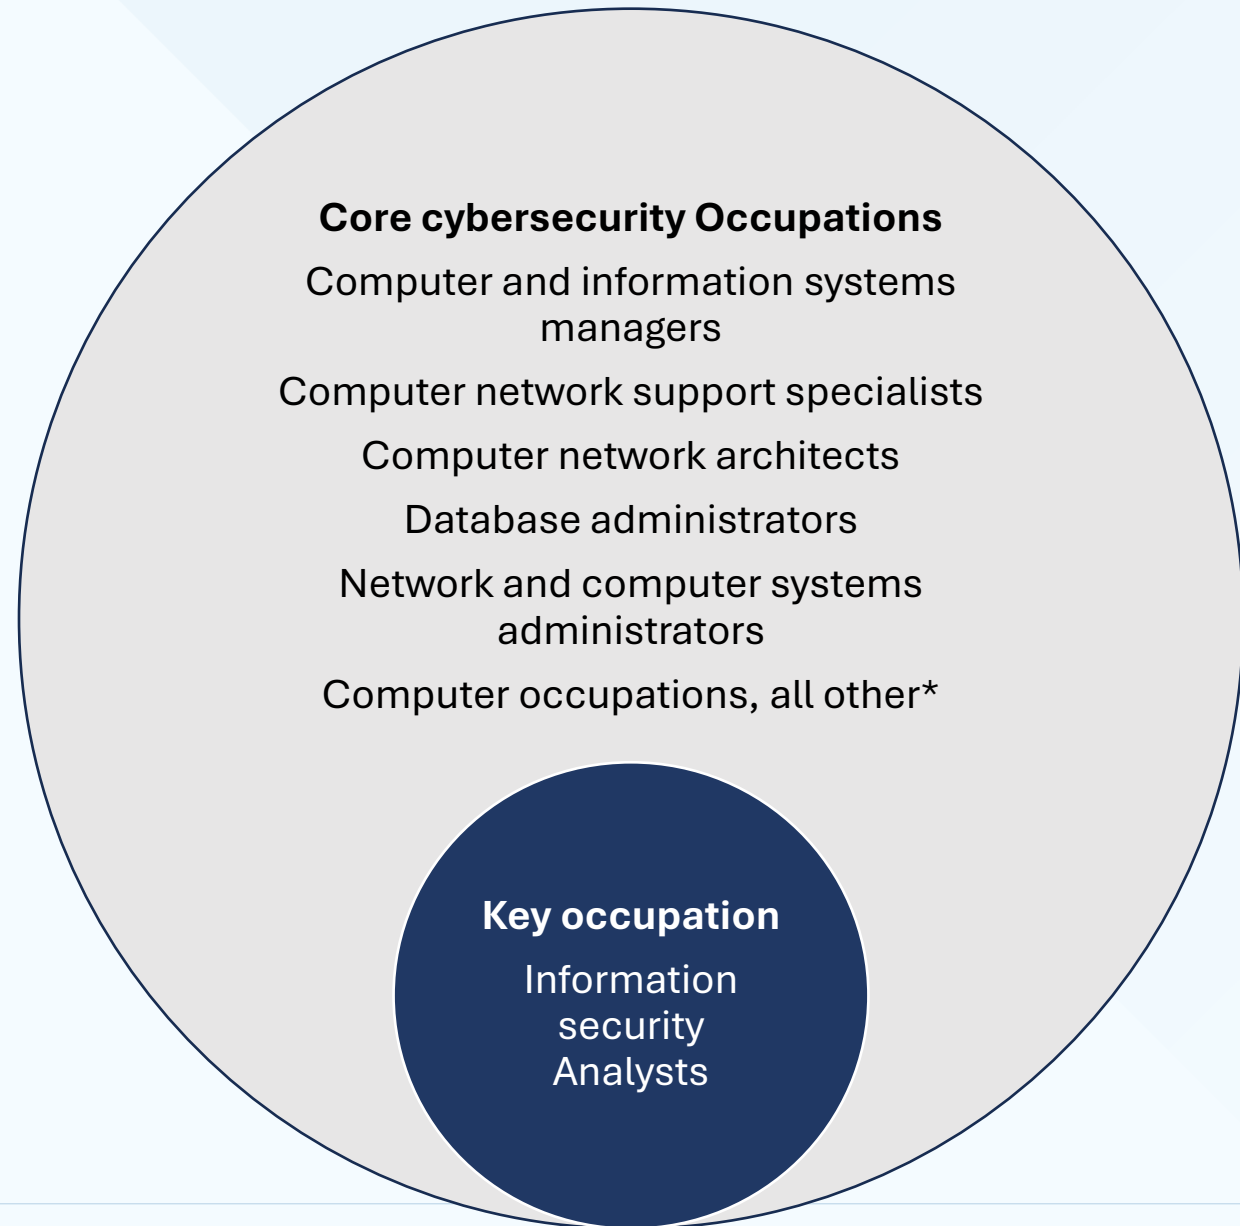 Core cybersecurity Occupations
Computer and information systems
managers
Computer network support specialists
Computer network architects
Database administrators
Network and computer systems
administrators
Computer occupations, all other*
Key occupation
Information
security
Analysts